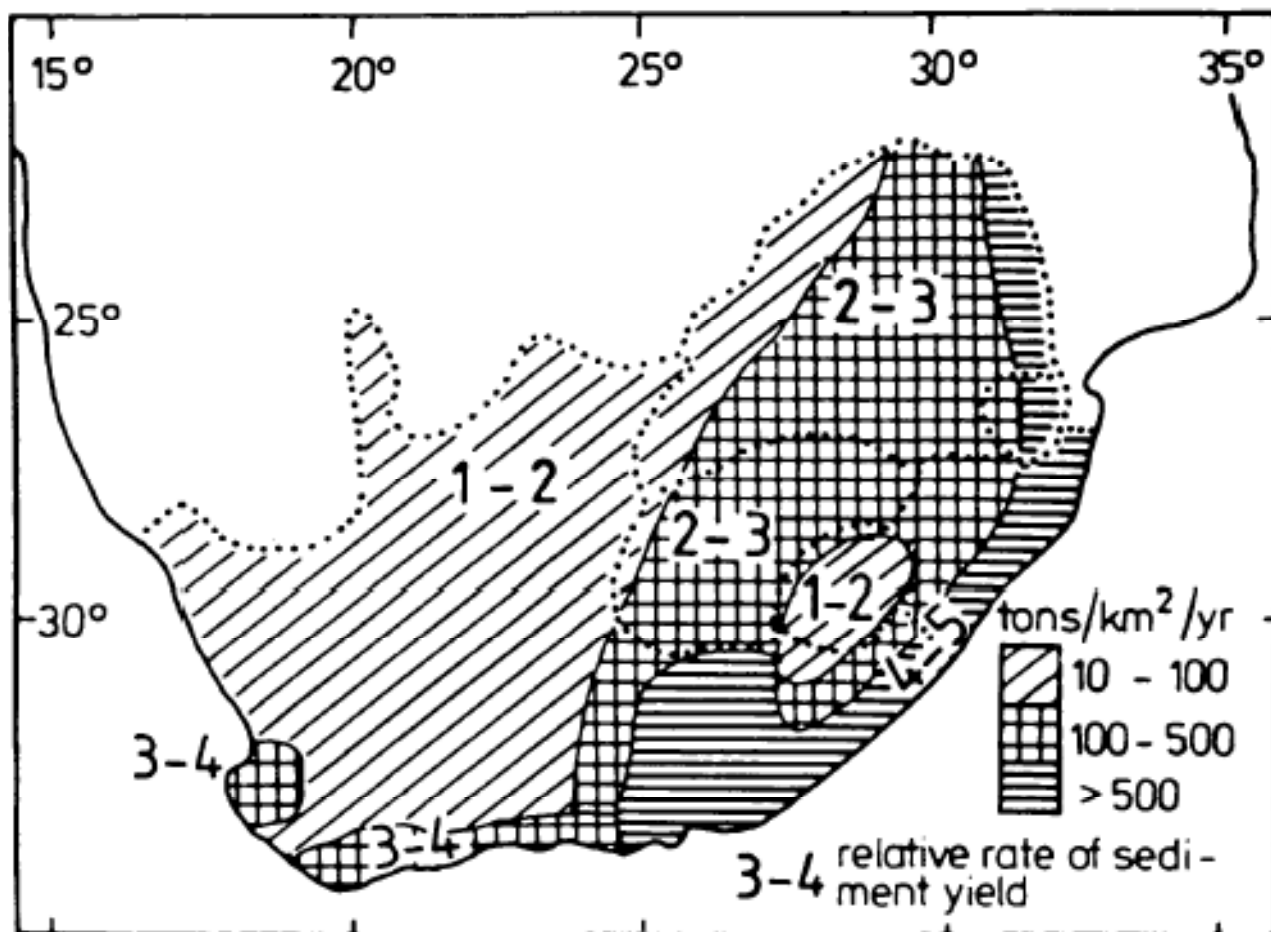 15° 20° 25° 30° 35°
25°
2-3
1-2
2-3
1-2
30°
4-5
tons/km²/yr
10 - 100
100 - 500
> 500
3-4
3-4
3-4 relative rate of sedi-
ment yield